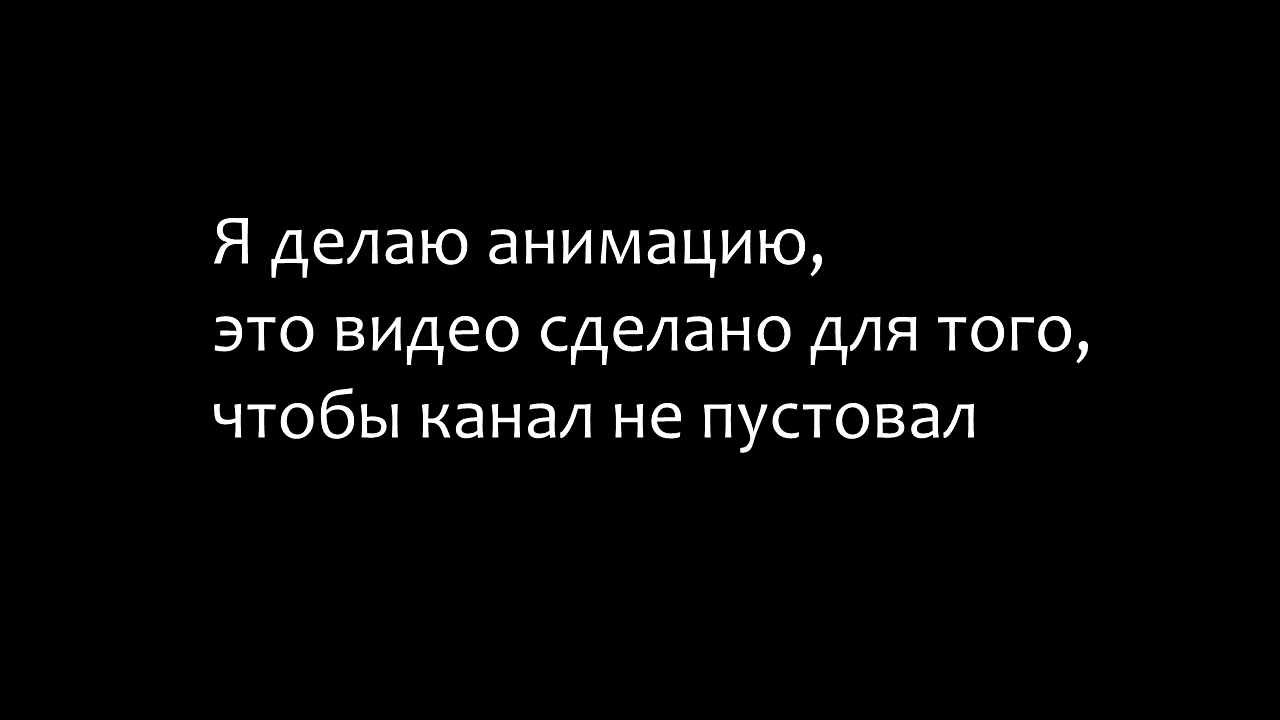 Я делаю анимацию,
это видео сделано для того,
чтобы канал не пустовал